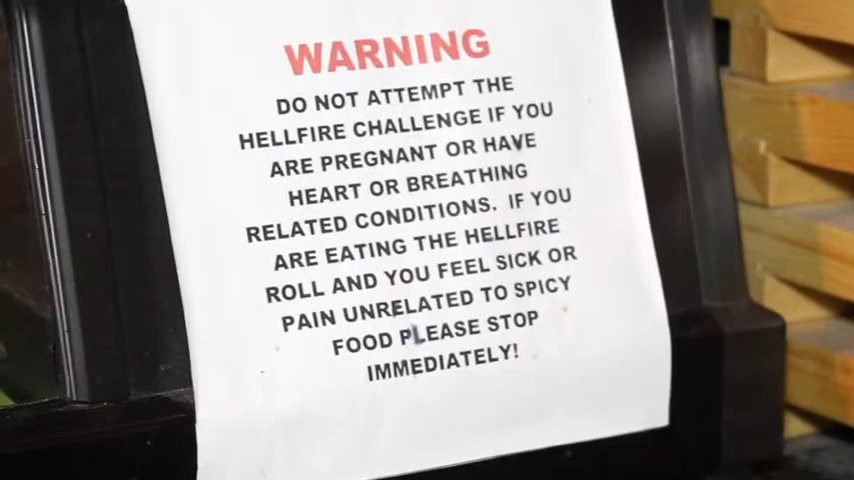 WARNING
DO NOT ATTEMPT THE
HELLFIRE CHALLENGE IF YOU
ARE PREGNANT OR HAVE
HEART OR BREATHING
RELATED CONDITIONS. IF YOU
ARE EATING THE HELLFIRE
ROLL AND YOU FEEL SICK OR
PAIN UNRELATED TO SPICY
FOOD PLEASE STOP
IMMEDIATELY!